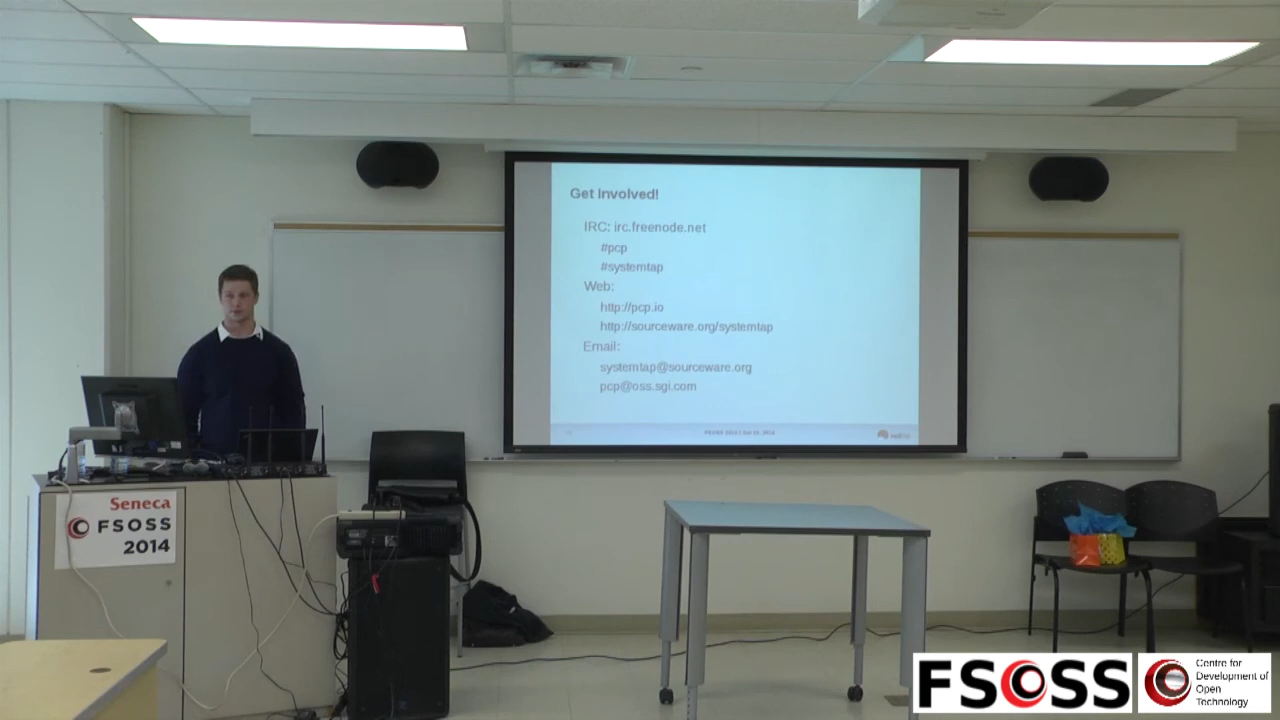 Get Involved!
IRC: irc.freenode.net
#pcp
#systemtap
Web:
http://pcp.io
http://sourceware.org/systemtap
Email:
systemtap@sourceware.org
pcp@oss.sgi.com
Seneca
FSOSS
2014
FSOSS
Centre for
Development of
Open
Technology